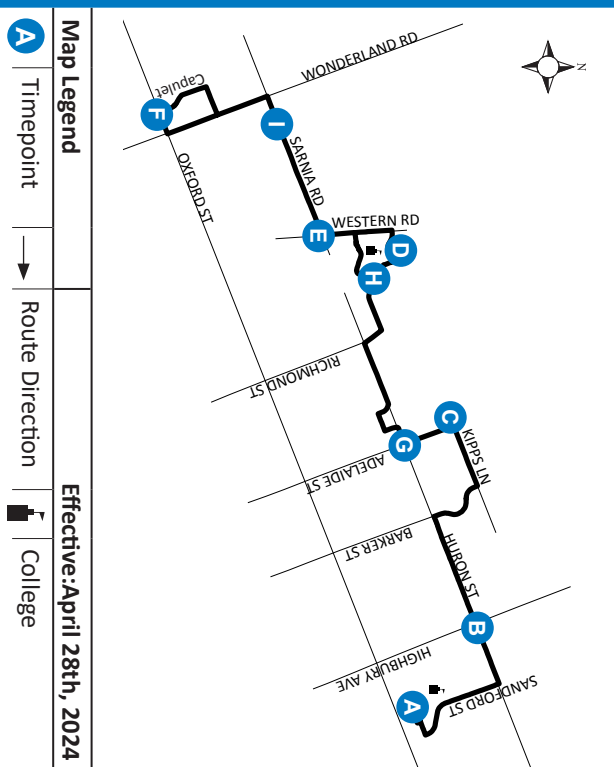 N
WONDERLAND RD
Capulet
F
I
SARNIA RD
OXFORD ST
WESTERN RD
E
D
H
RICHMOND ST
C
KIPPS LN
G
ADELAIDE ST
BARKER ST
HURON ST
B
HIGHBURY AVE
SANDFORD ST
A
Map Legend
Effective:April 28th, 2024
A Timepoint
Route Direction
College